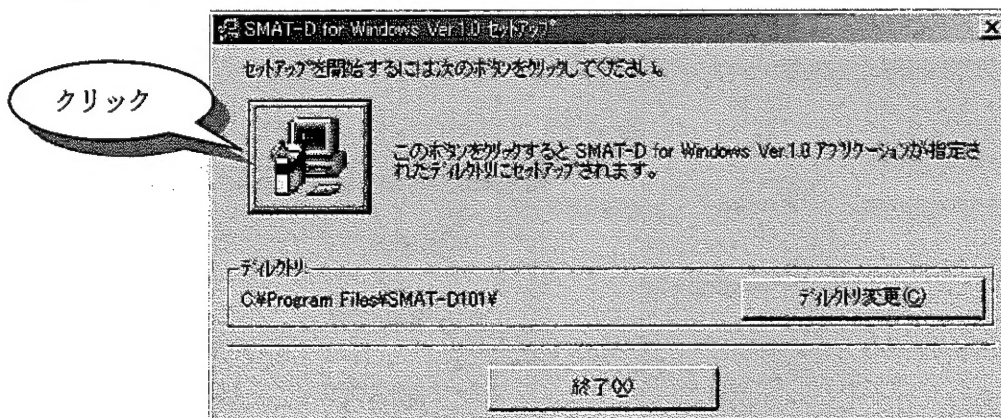 SMAT-D for Windows Ver 1.0 セットアップ
セットアップを開始するには次のボタンをクリックしてください。
クリック
このボタンをクリックすると SMAT-D for Windows Ver 1.0 アプリケーションが指定さ
れたディレクトリにセットアップされます。
ディレクトリ:
C:¥Program Files¥SMAT-D101¥
ディレクトリ変更(C)
終了(X)